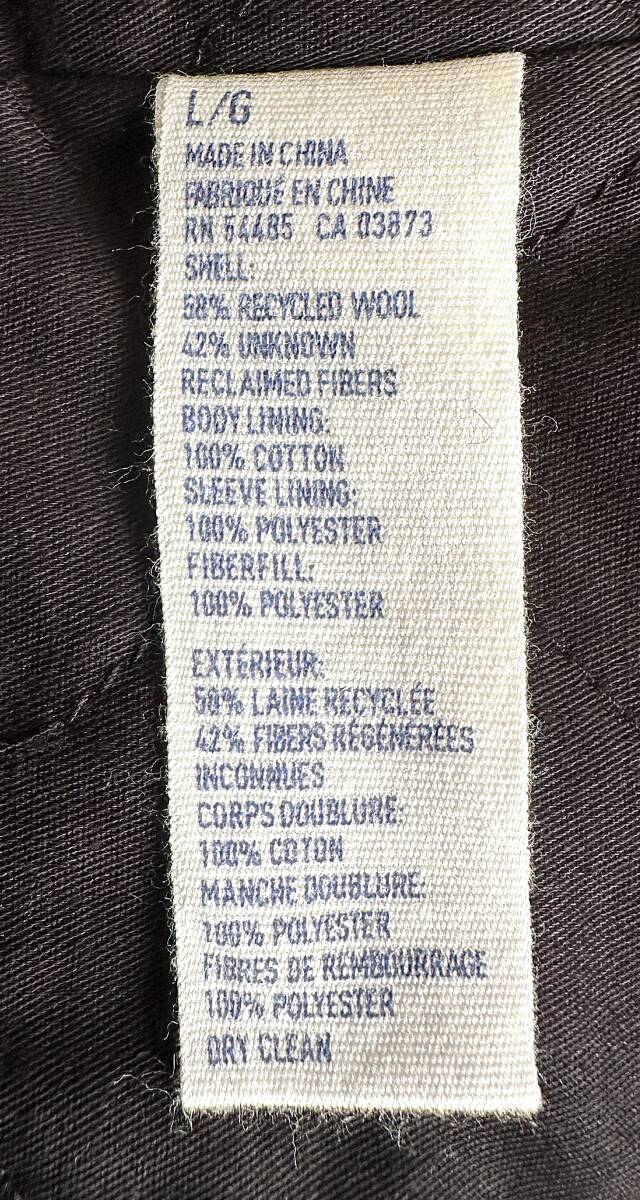 L/G
MADE IN CHINA
FABRIQUÉ EN CHINE
RN 54485 CA 03873
SHELL:
58% RECYCLED WOOL
42% UNKNOWN
RECLAIMED FIBERS
BODY LINING:
100% COTTON
SLEEVE LINING:
100% POLYESTER
FIBERFILL:
100% POLYESTER
EXTÉRIEUR:
58% LAINE RECYCLÉE
42% FIBERS RÉGÉNÉRÉES
INCONNUES
CORPS DOUBLURE:
100% COTON
MANCHE DOUBLURE:
100% POLYESTER
FIBRES DE REMBOURRAGE
100% POLYESTER
DRY CLEAN